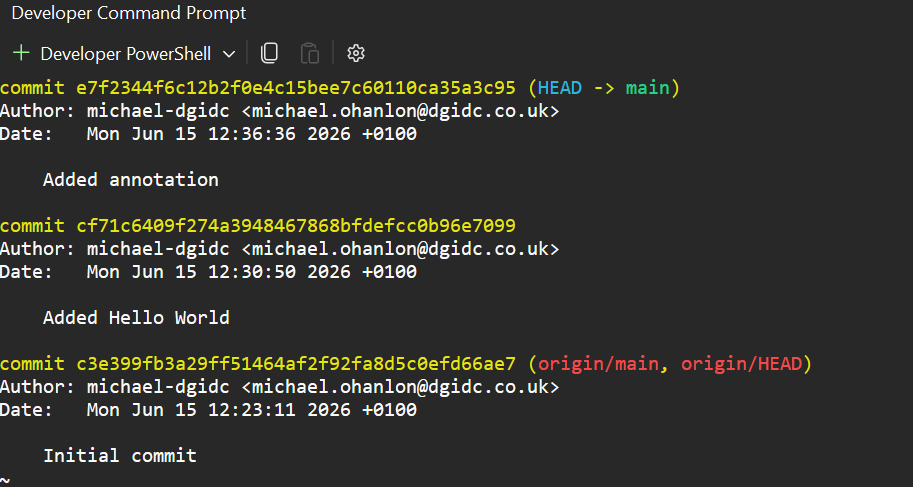 Developer Command Prompt
+ Developer PowerShell
commit e7f2344f6c12b2f0e4c15bee7c60110ca35a3c95 (HEAD -> main)
Author: michael-dgidc <michael.ohanlon@dgidc.co.uk>
Date:   Mon Jun 15 12:36:36 2026 +0100
    Added annotation
commit cf71c6409f274a3948467868bfdefcc0b96e7099
Author: michael-dgidc <michael.ohanlon@dgidc.co.uk>
Date:   Mon Jun 15 12:30:50 2026 +0100
    Added Hello World
commit c3e399fb3a29ff51464af2f92fa8d5c0efd66ae7 (origin/main, origin/HEAD)
Author: michael-dgidc <michael.ohanlon@dgidc.co.uk>
Date:   Mon Jun 15 12:23:11 2026 +0100
    Initial commit
~